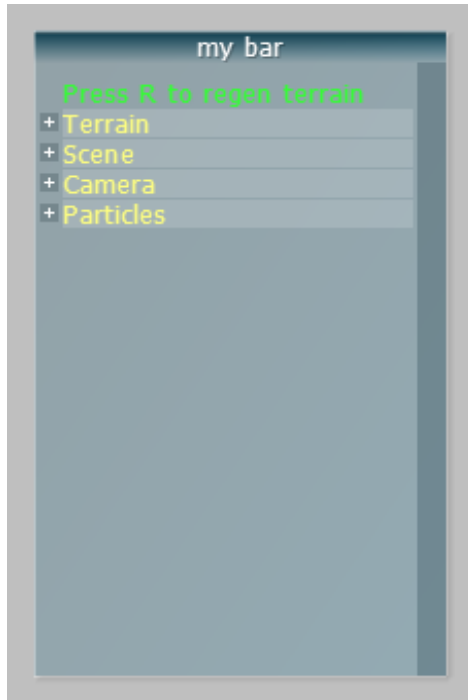 my bar
Press R to regen terrain
+ Terrain
+ Scene
+ Camera
+ Particles